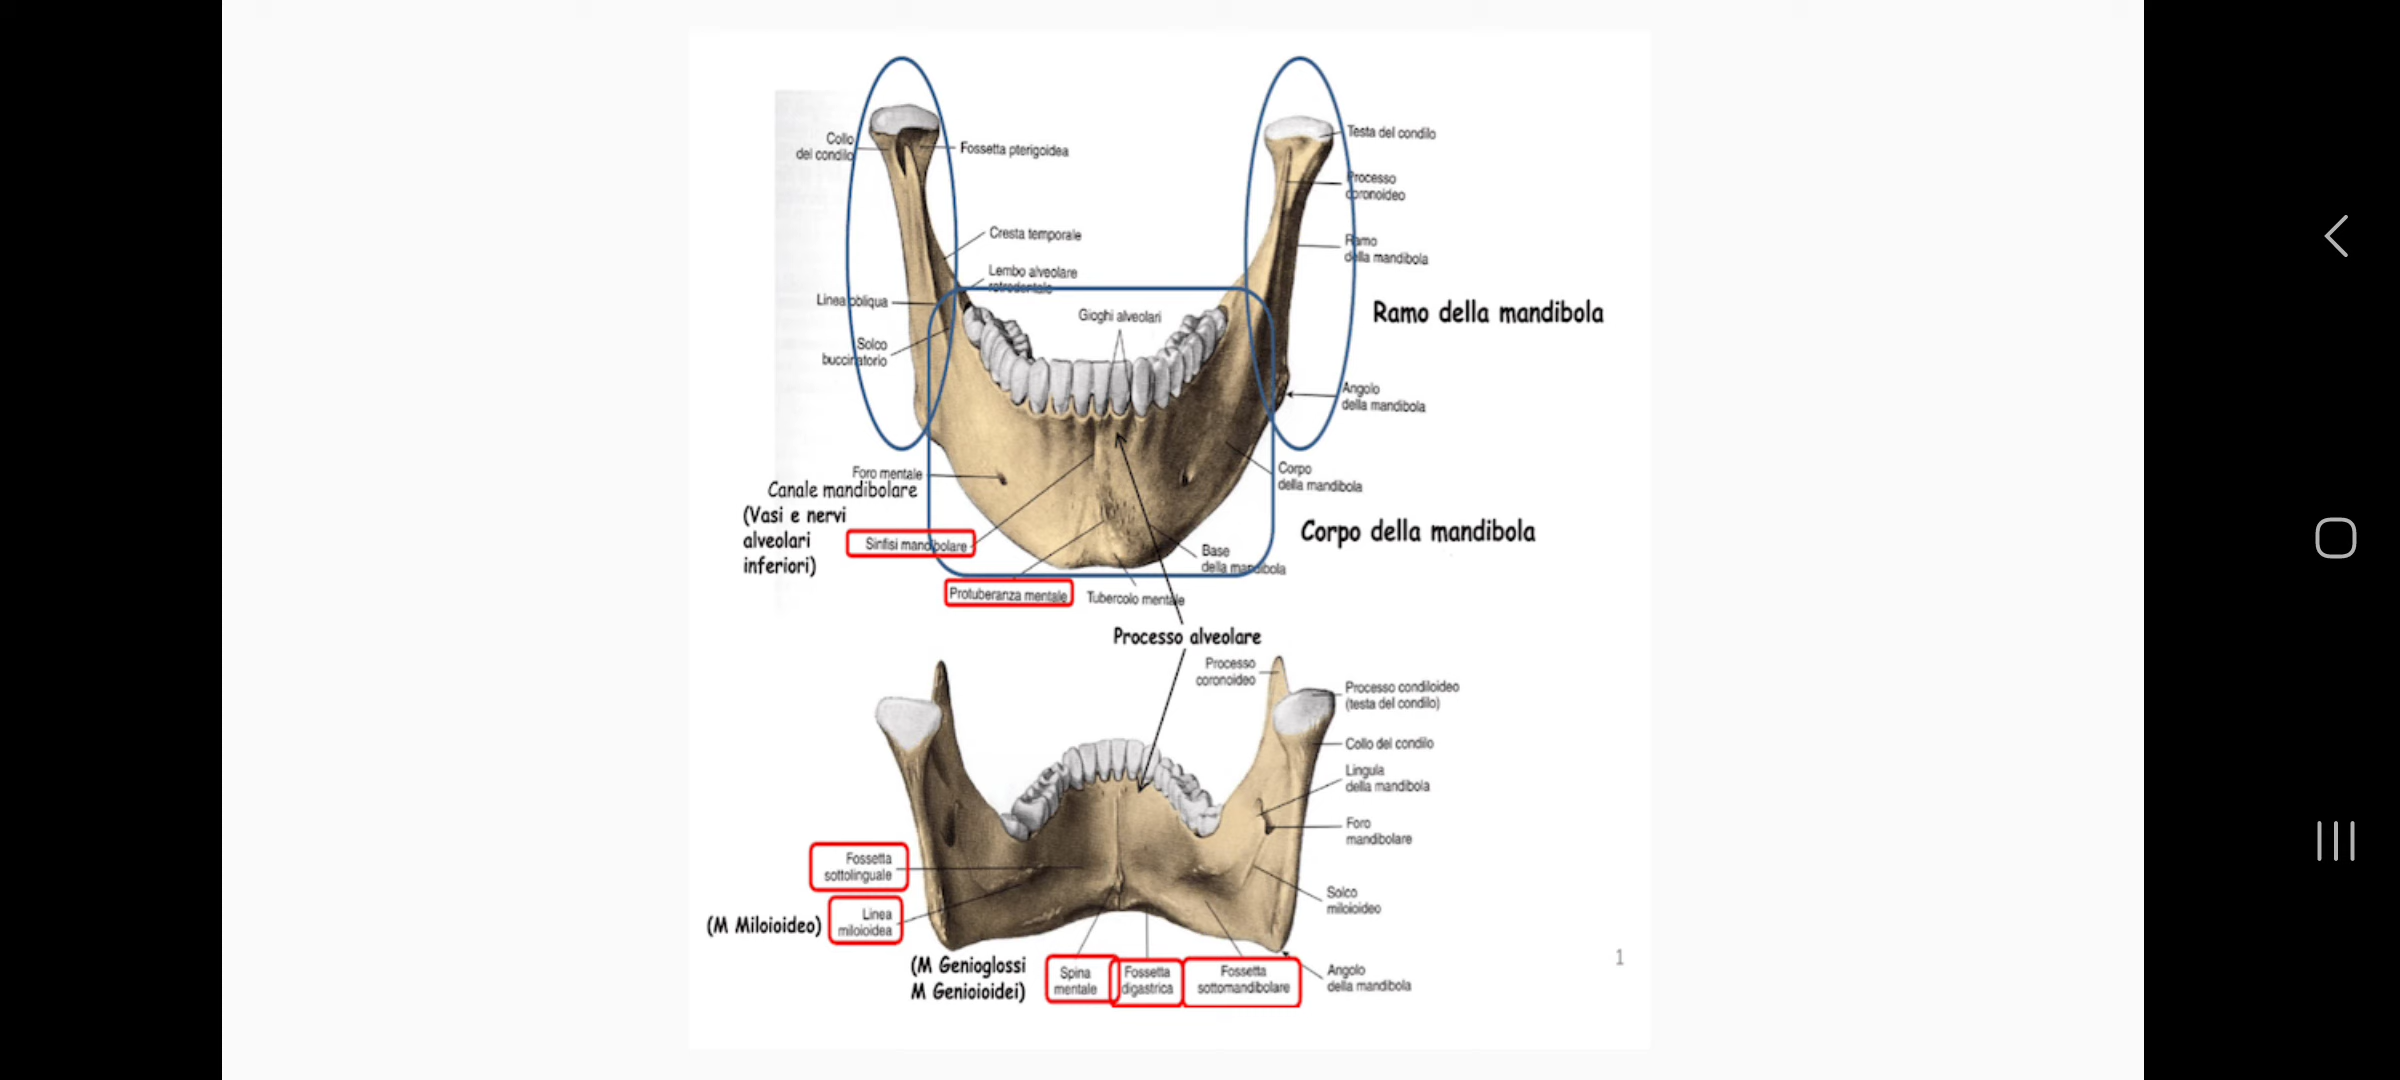 Collo
del condilo
Fossetta pterigoidea
Testa del condilo
Processo
coronoideo
Cresta temporale
Ramo
della mandibola
Lembo alveolare
retrodentale
Linea obliqua
Gioghi alveolari
Ramo della mandibola
Solco
buccinatorio
Angolo
della mandibola
Foro mentale
Canale mandibolare
(Vasi e nervi
alveolari
inferiori)
Corpo
della mandibola
Corpo della mandibola
Sinfisi mandibolare
Base
della mandibola
Protuberanza mentale
Tubercolo mentale
Processo alveolare
Processo
coronoideo
Processo condiloideo
(testa del condilo)
Collo del condilo
Lingula
della mandibola
Foro
mandibolare
Fossetta
sottolinguale
Solco
miloioideo
(M Miloioideo)
Linea
miloioidea
(M Genioglossi
M Genioioidei)
Spina
mentale
Fossetta
digastrica
Fossetta
sottomandibolare
Angolo
della mandibola
1